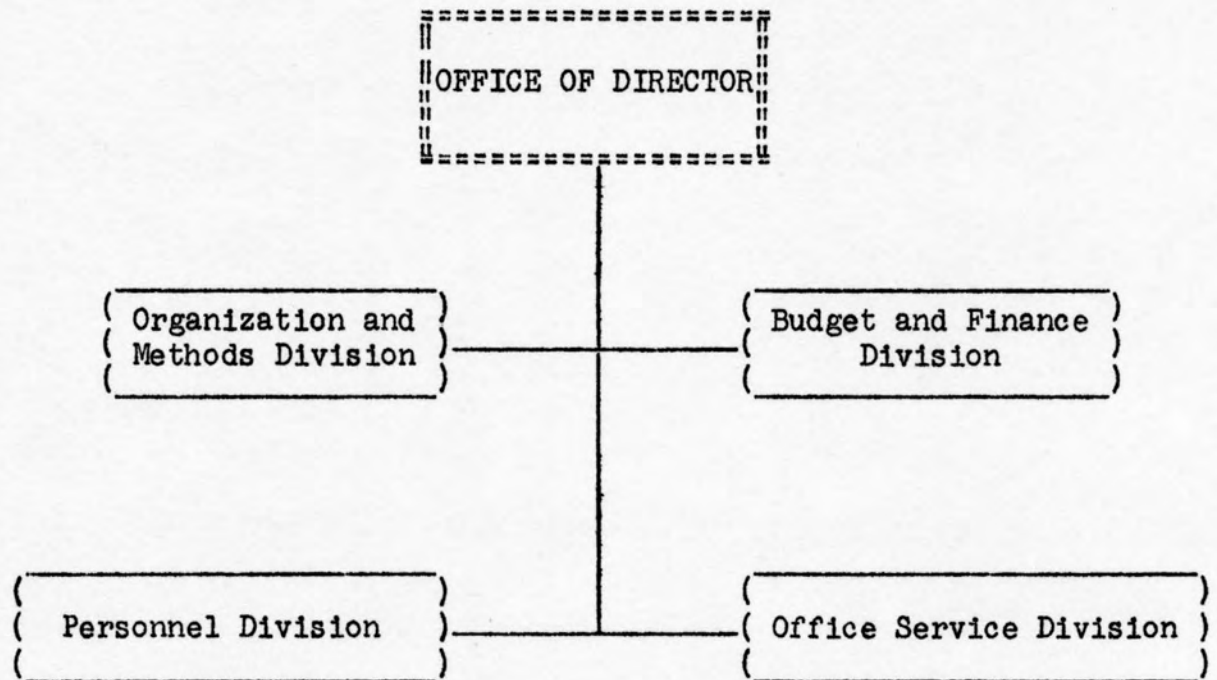 OFFICE OF DIRECTOR
Organization and
Methods Division
Budget and Finance
Division
Personnel Division
Office Service Division